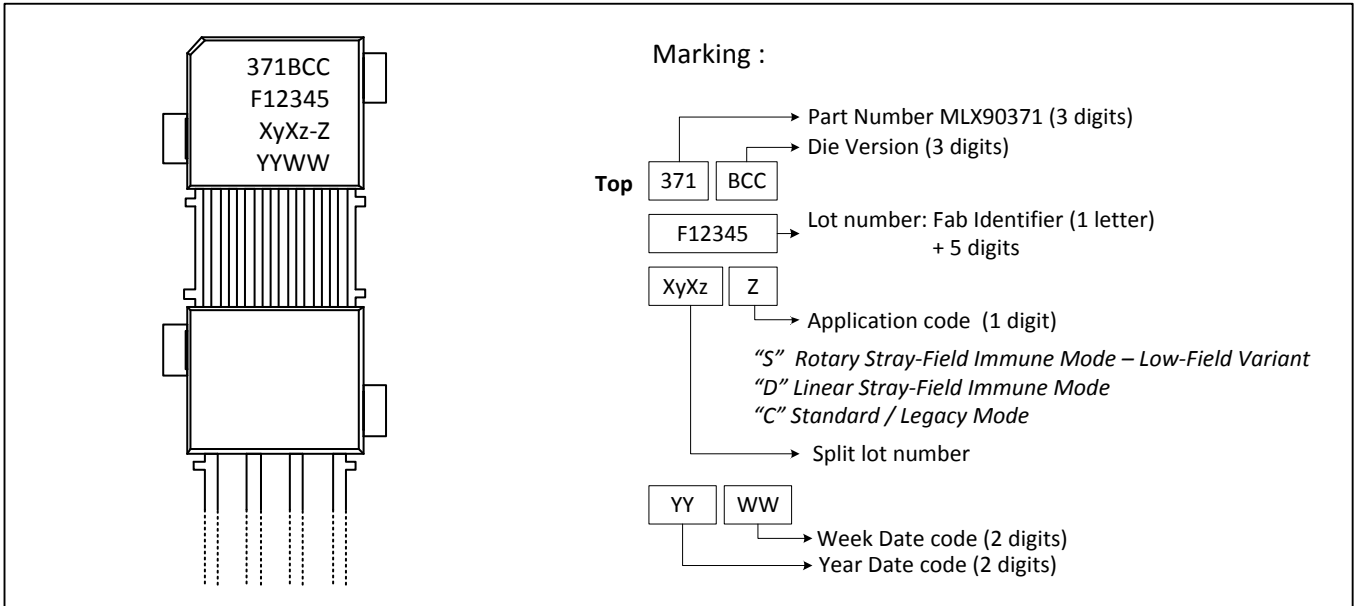 371BCC
F12345
XyXz-Z
YYWW
Marking :
Part Number MLX90371 (3 digits)
Die Version (3 digits)
Top 371 BCC
F12345 Lot number: Fab Identifier (1 letter)
+ 5 digits
XyXz Z
Application code (1 digit)
“S” Rotary Stray-Field Immune Mode – Low-Field Variant
“D” Linear Stray-Field Immune Mode
“C” Standard / Legacy Mode
Split lot number
YY WW
Week Date code (2 digits)
Year Date code (2 digits)